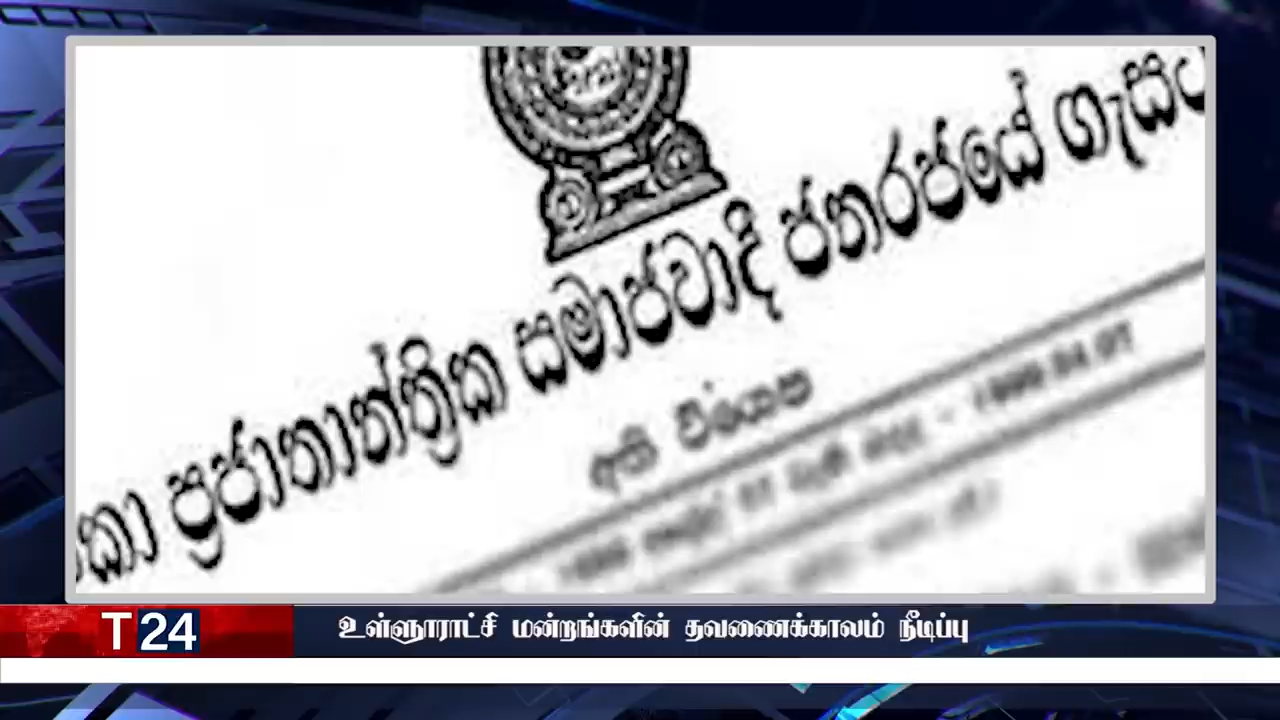 කා ප්‍රජාතාන්ත්‍රික සමාජවාදී ජනරජයේ ගැසට්
අති විශෙෂ
T24
உள்ளூராட்சி மன்றங்களின் தவணைக்காலம் நீடிப்பு